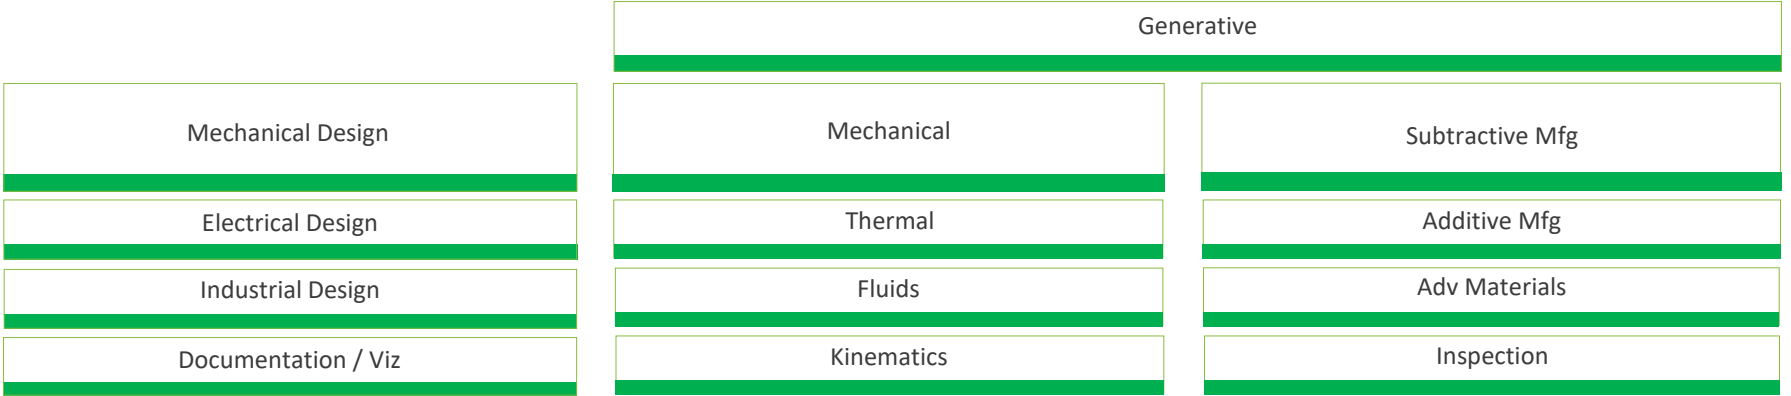 Generative
Mechanical Design
Mechanical
Subtractive Mfg
Electrical Design
Thermal
Additive Mfg
Industrial Design
Fluids
Adv Materials
Documentation / Viz
Kinematics
Inspection